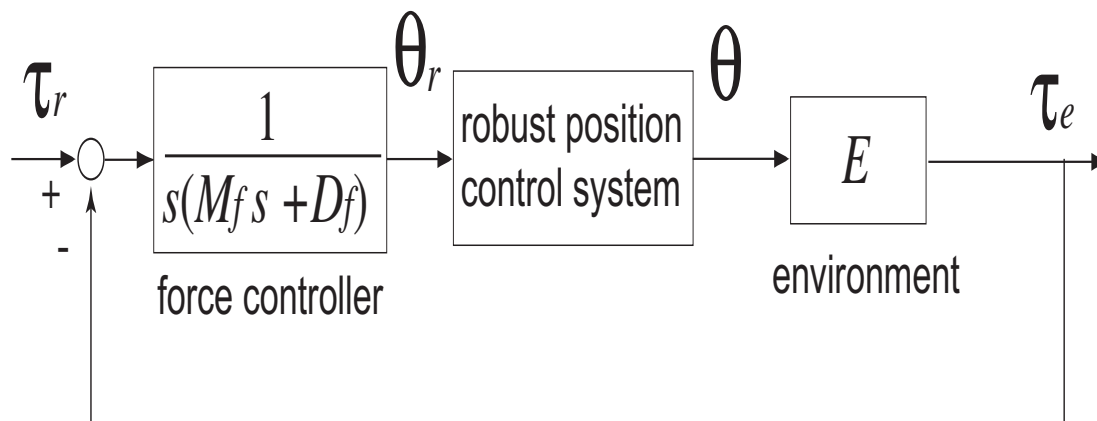 τr
+
-
1
s(Mf s +Df)
force controller
θr
robust position
control system
θ
E
environment
τe